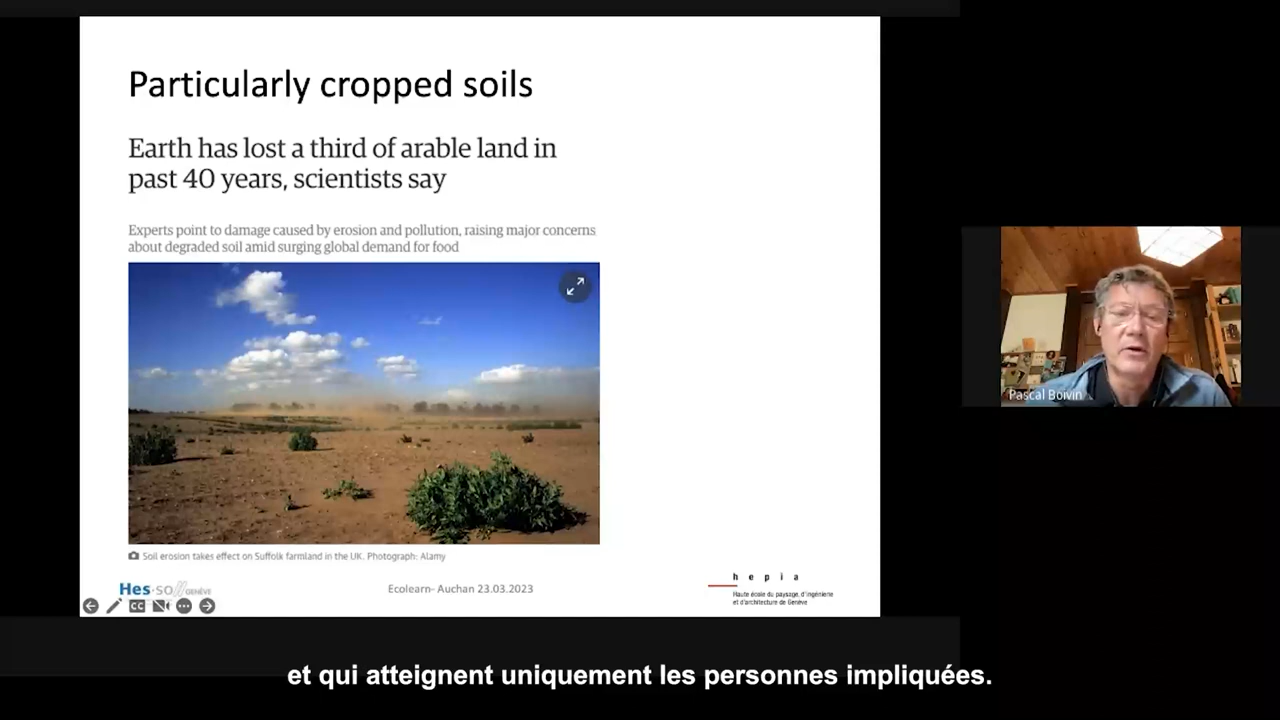 Particularly cropped soils
Earth has lost a third of arable land in
past 40 years, scientists say
Experts point to damage caused by erosion and pollution, raising major concerns
about degraded soil amid surging global demand for food
Soil erosion takes effect on Suffolk farmland in the UK. Photograph: Alamy
Hes·so GENÈVE
Ecolearn- Auchan 23.03.2023
h e p i a
Haute école du paysage, d'ingénierie
et d'architecture de Genève
CC
Pascal Boivin
et qui atteignent uniquement les personnes impliquées.